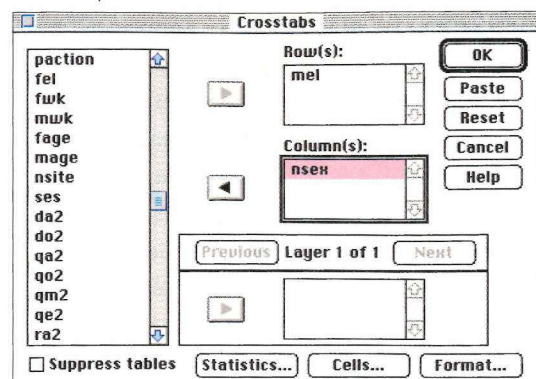 Crosstabs
paction
fel
fwk
mwk
fage
mage
nsite
ses
da2
do2
qa2
qo2
qm2
qe2
ra2
Row(s):
mel
Column(s):
nsex
Previous Layer 1 of 1 Next
OK
Paste
Reset
Cancel
Help
Suppress tables Statistics... Cells... Format...